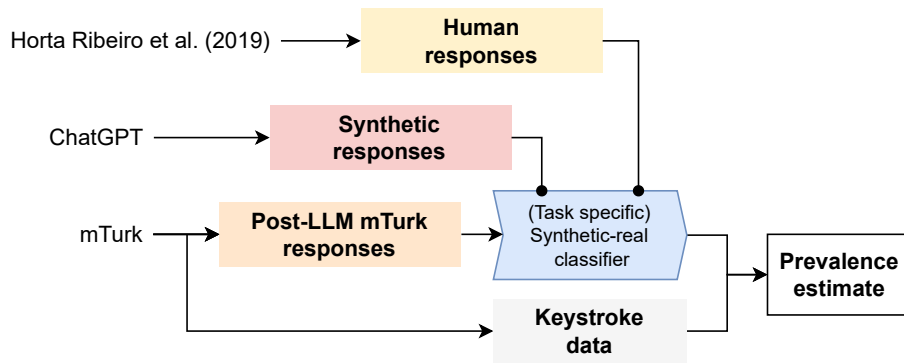 Horta Ribeiro et al. (2019)
Human
responses
ChatGPT
Synthetic
responses
mTurk
Post-LLM mTurk
responses
(Task specific)
Synthetic-real
classifier
Prevalence
estimate
Keystroke
data